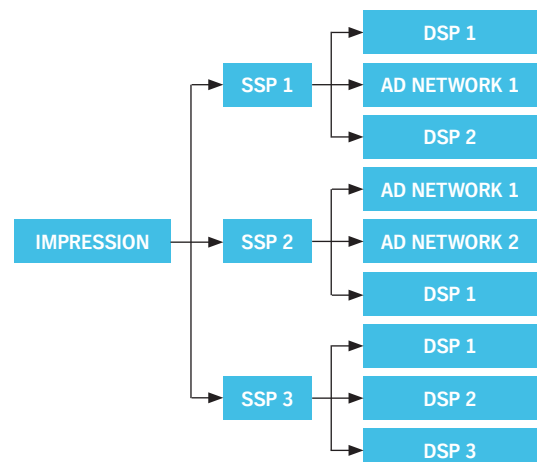 DSP 1
SSP 1
AD NETWORK 1
DSP 2
AD NETWORK 1
IMPRESSION
SSP 2
AD NETWORK 2
DSP 1
DSP 1
SSP 3
DSP 2
DSP 3